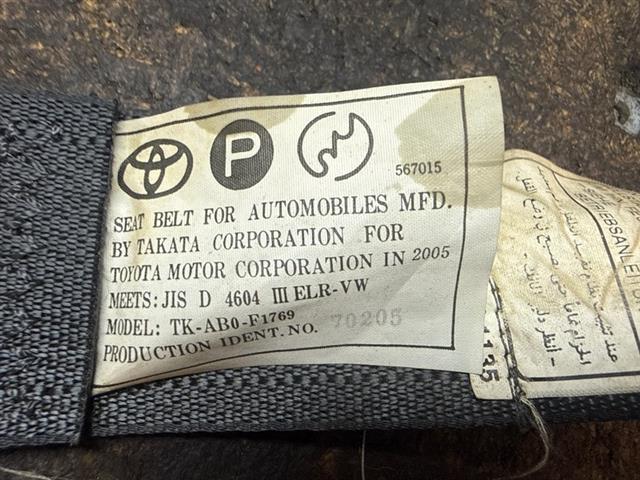 P
567015
SEAT BELT FOR AUTOMOBILES MFD.
BY TAKATA CORPORATION FOR
TOYOTA MOTOR CORPORATION IN 2005
MEETS: JIS D 4604 III ELR-VW
MODEL: TK-AB0-F1769
PRODUCTION IDENT. NO. 70205